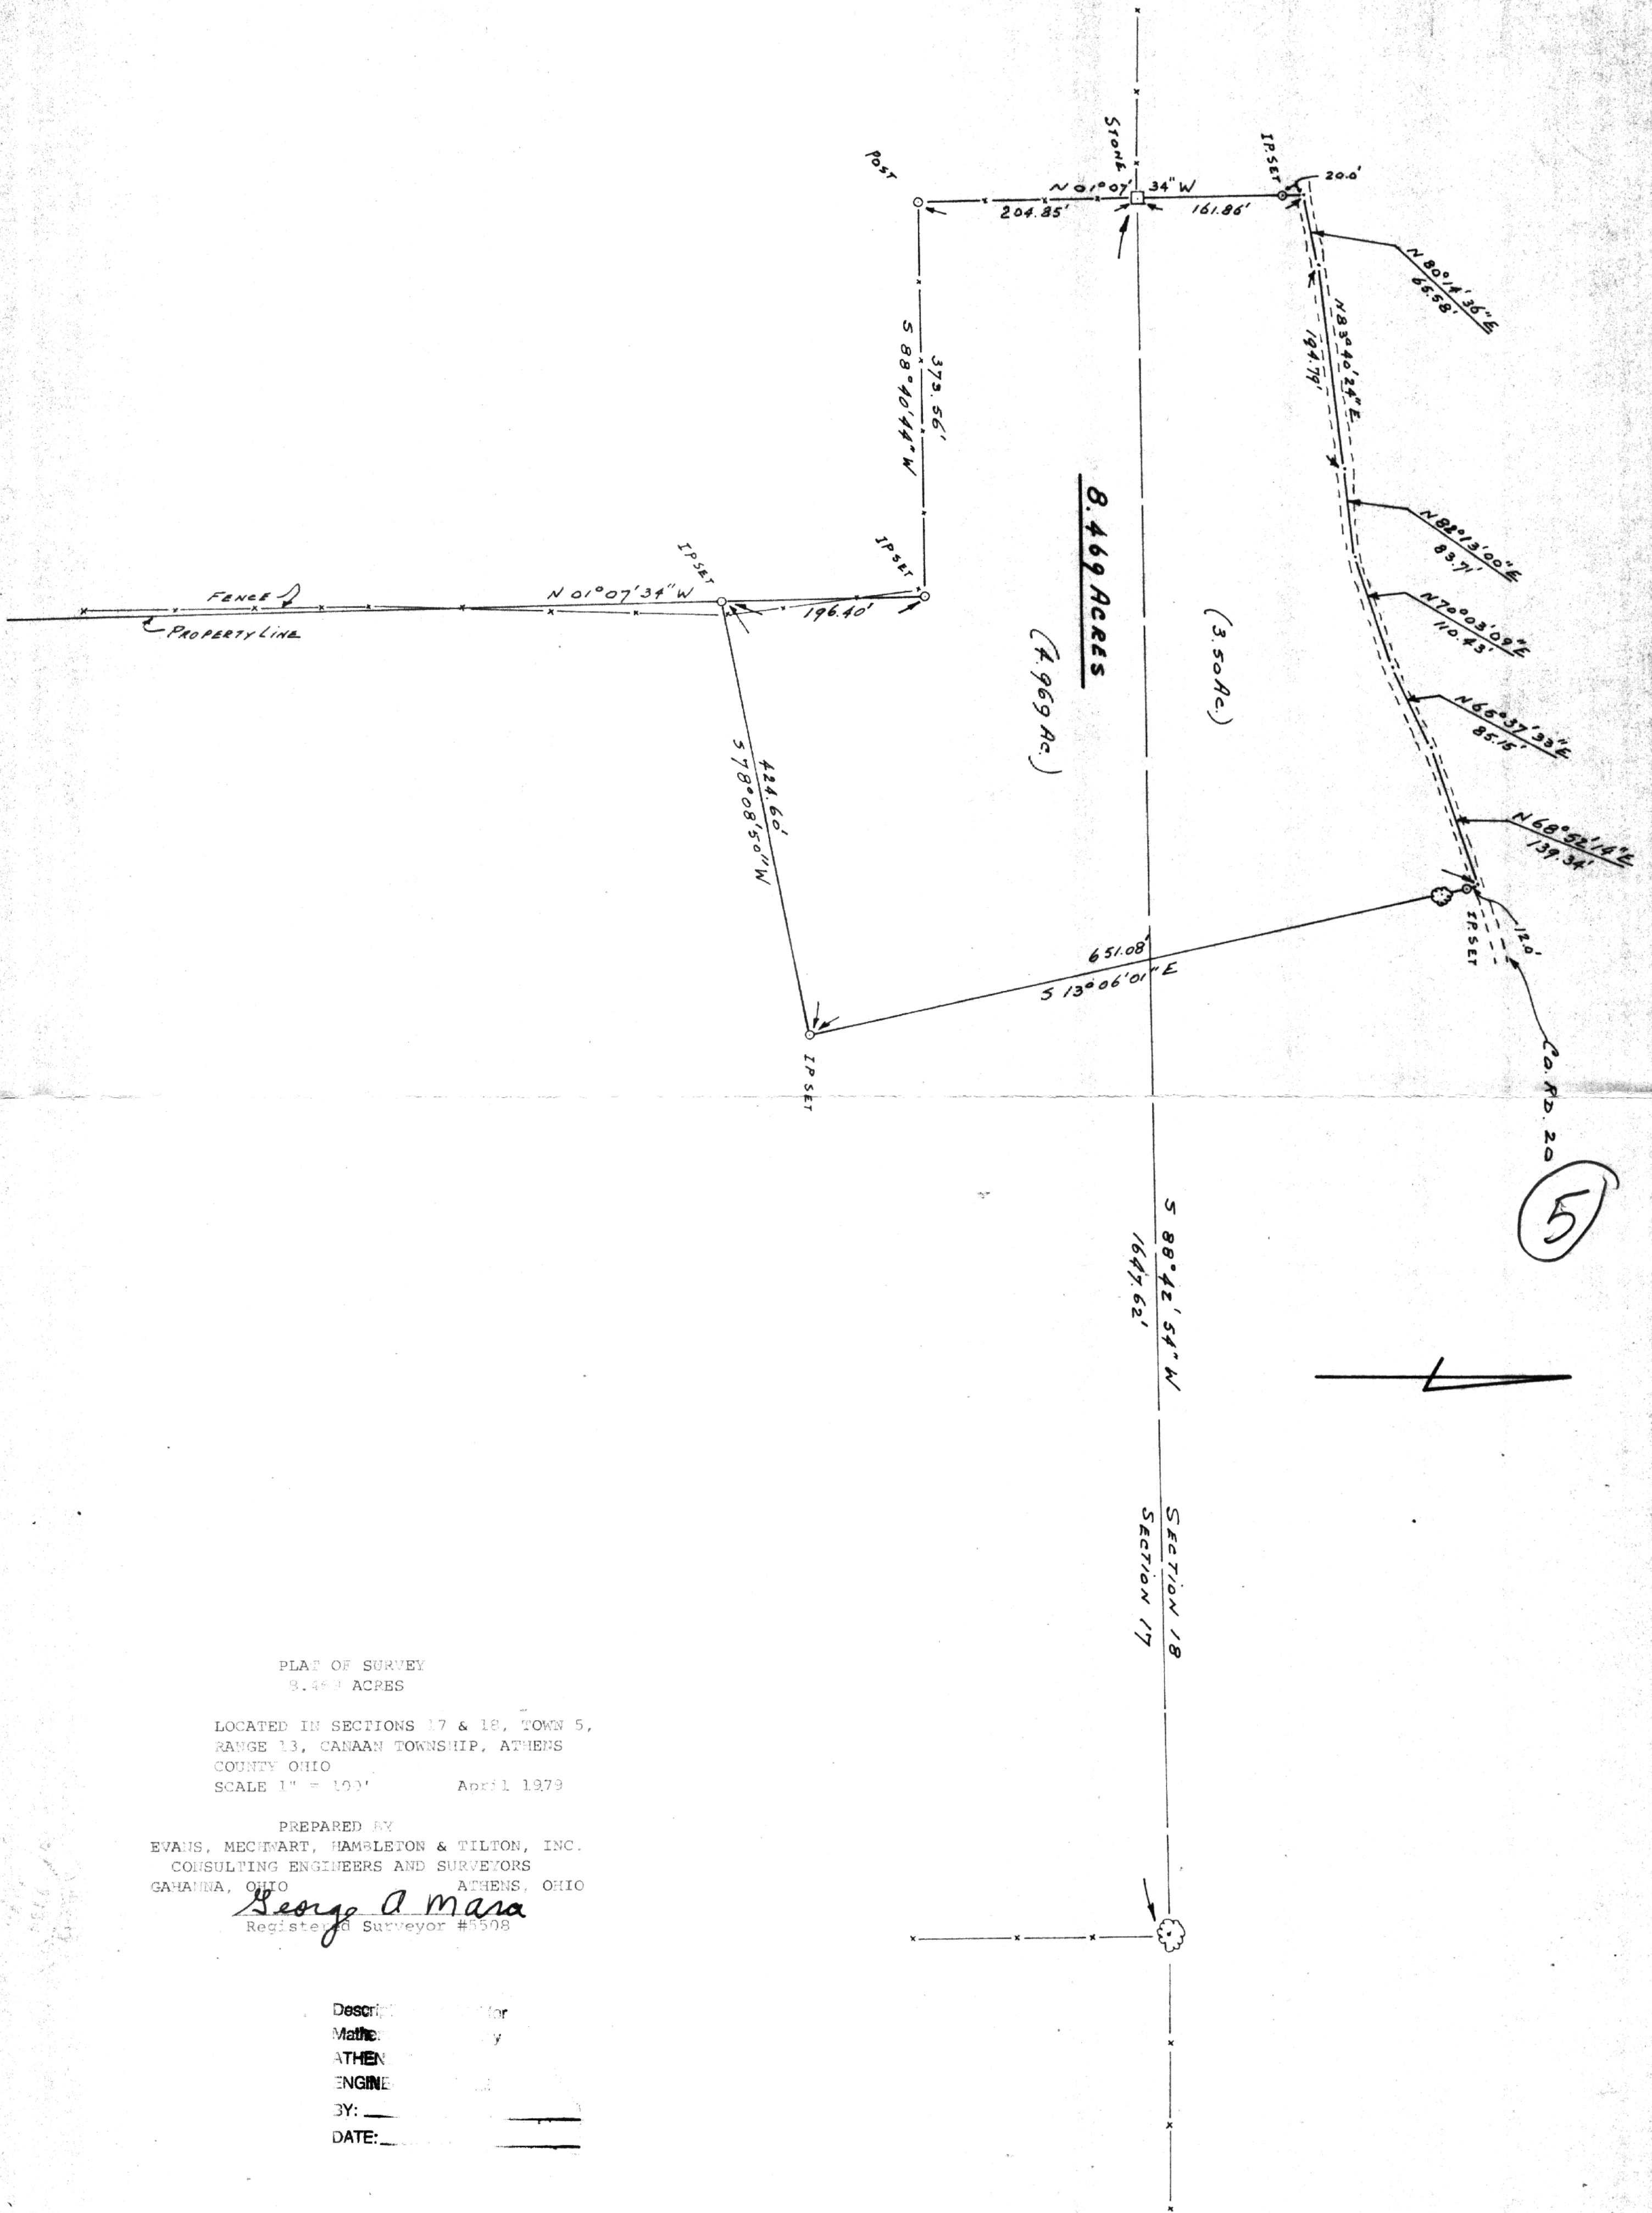 STONE
IP.SET
20.0'
POST
N 01°07' 34" W
204.85'
161.86'
N 80°14'36" E
66.58'
N 83°40'24" E
194.79'
373.56'
S 88°40'44" W
8.469 ACRES
(3.50 Ac.)
(4.969 Ac.)
N 82°13'00" E
83.71'
N 70°03'09" E
110.43'
N 65°37'33" E
85.15'
N 68°52'14" E
139.34'
IP SET
IP SET
FENCE
PROPERTY LINE
N 01°07'34" W
196.40'
424.60'
S 78°08'50" W
651.08'
S 13°06'01" E
IP.SET
12.0'
IP SET
Co. RD. 20
5
S 88°42'54" W
1647.62'
SECTION 18
SECTION 17
PLAT OF SURVEY
8.469 ACRES
LOCATED IN SECTIONS 17 & 18, TOWN 5,
RANGE 13, CANAAN TOWNSHIP, ATHENS
COUNTY OHIO
SCALE 1" = 100' April 1979
PREPARED BY
EVANS, MECHWART, HAMBLETON & TILTON, INC.
CONSULTING ENGINEERS AND SURVEYORS
GAHANNA, OHIO ATHENS, OHIO
George A Mara
Registered Surveyor #5508
BY:
DATE: